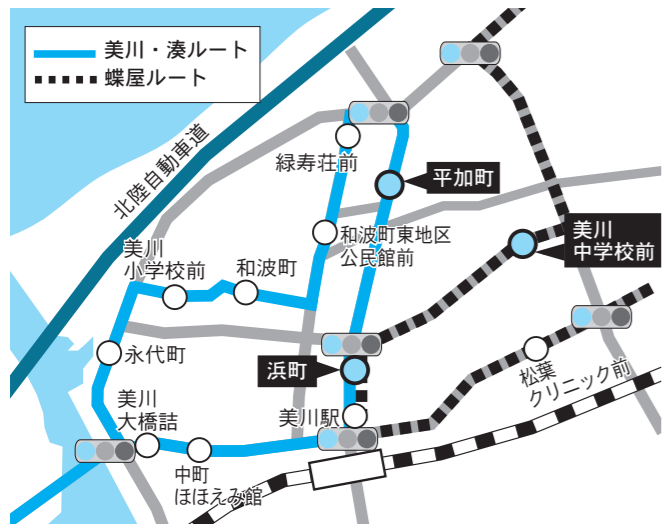 美川・湊ルート
蝶屋ルート
北陸自動車道
緑寿荘前
平加町
美川
中学校前
和波町東地区
公民館前
美川
小学校前
和波町
永代町
浜町
松葉
クリニック前
美川駅
美川
大橋詰
中町
ほほえみ館